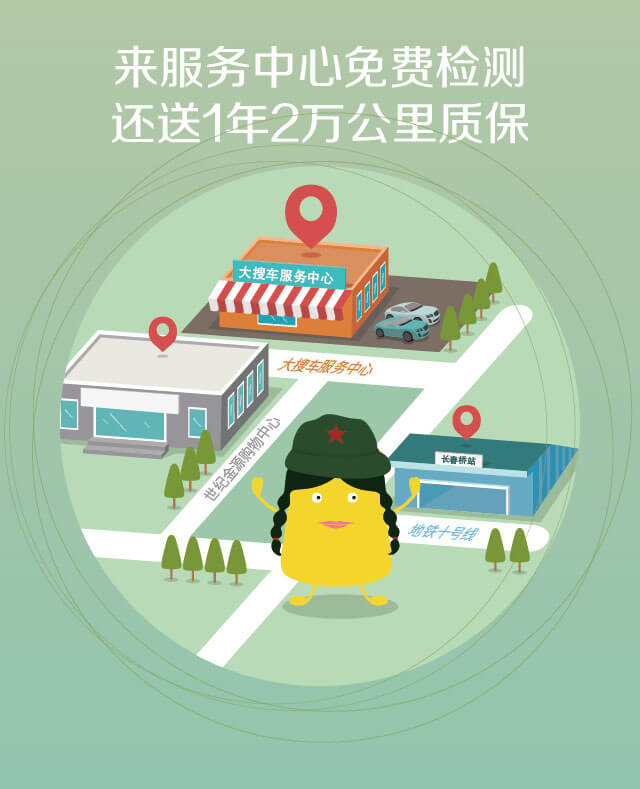 来服务中心免费检测
还送1年2万公里质保
大搜车服务中心
大搜车服务中心
世纪金源购物中心
长春桥站
地铁十号线